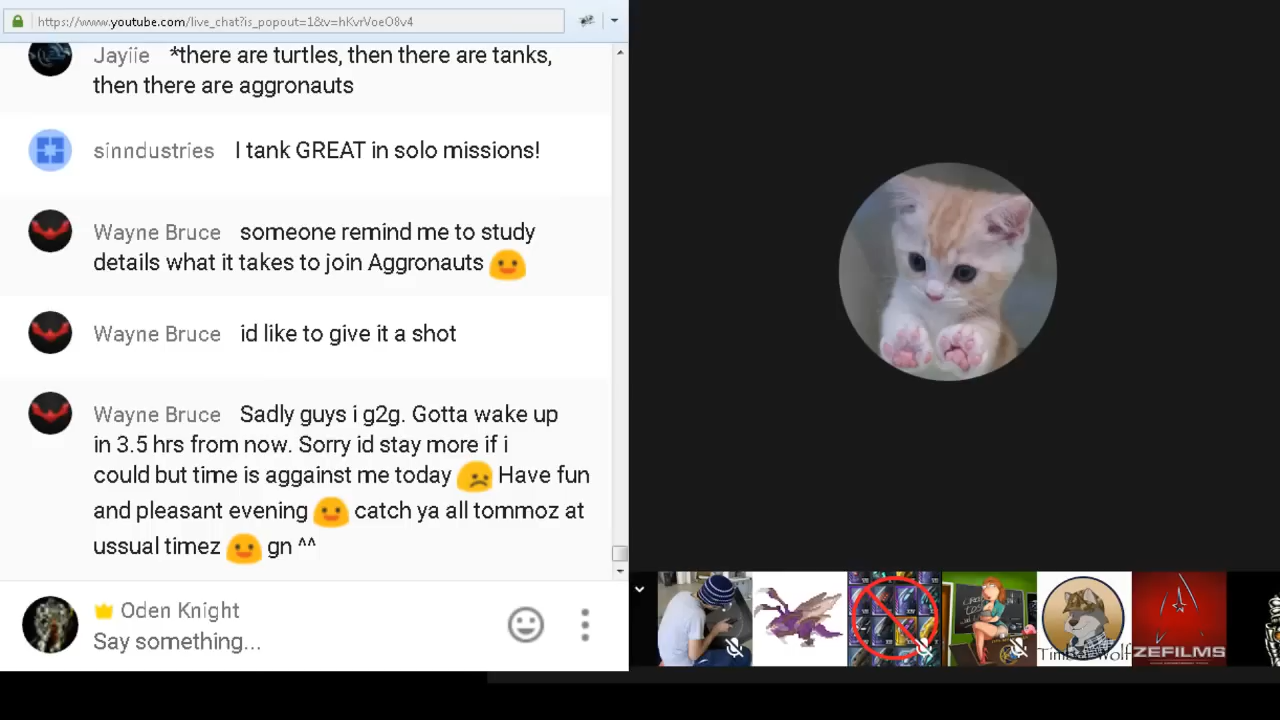 https://www.youtube.com/live_chat?is_popout=1&v=hKvrVoeO8v4
Jayiie *there are turtles, then there are tanks,
then there are aggronauts
sinndustries I tank GREAT in solo missions!
Wayne Bruce someone remind me to study
details what it takes to join Aggronauts
Wayne Bruce id like to give it a shot
Wayne Bruce Sadly guys i g2g. Gotta wake up
in 3.5 hrs from now. Sorry id stay more if i
could but time is aggainst me today Have fun
and pleasant evening catch ya all tommoz at
ussual timez gn ^^
Oden Knight
Say something...
Timber Wolf
ZEFILMS